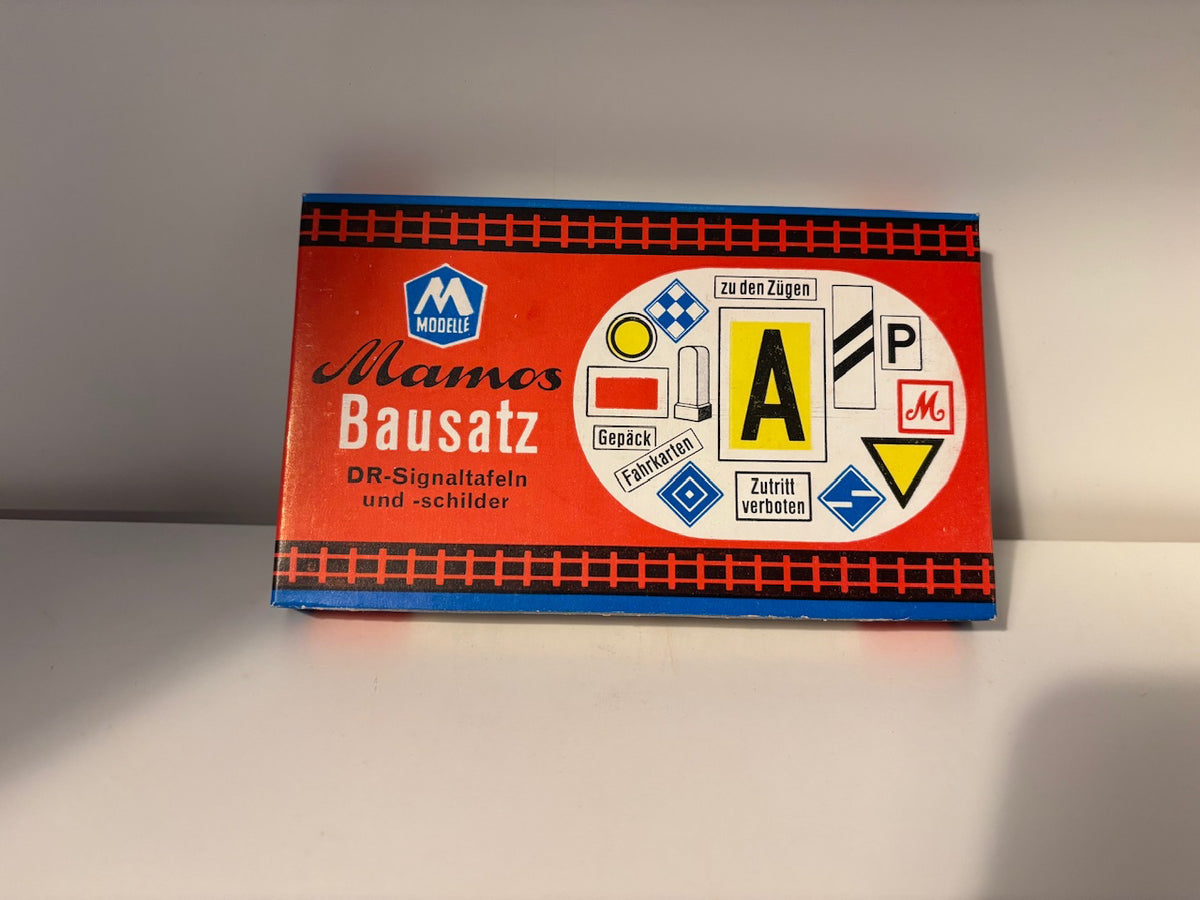 M
MODELLE
Mamos
Bausatz
DR-Signaltafeln
und -schilder
zu den Zügen
A
P
M
Gepäck
Fahrkarten
Zutritt
verboten